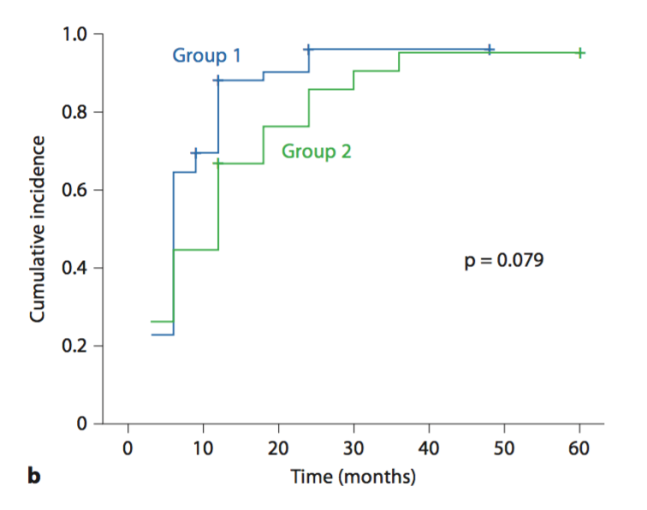 1.0
0.8
0.6
0.4
0.2
0
Cumulative incidence
Group 1
Group 2
p = 0.079
0 10 20 30 40 50 60
Time (months)
b